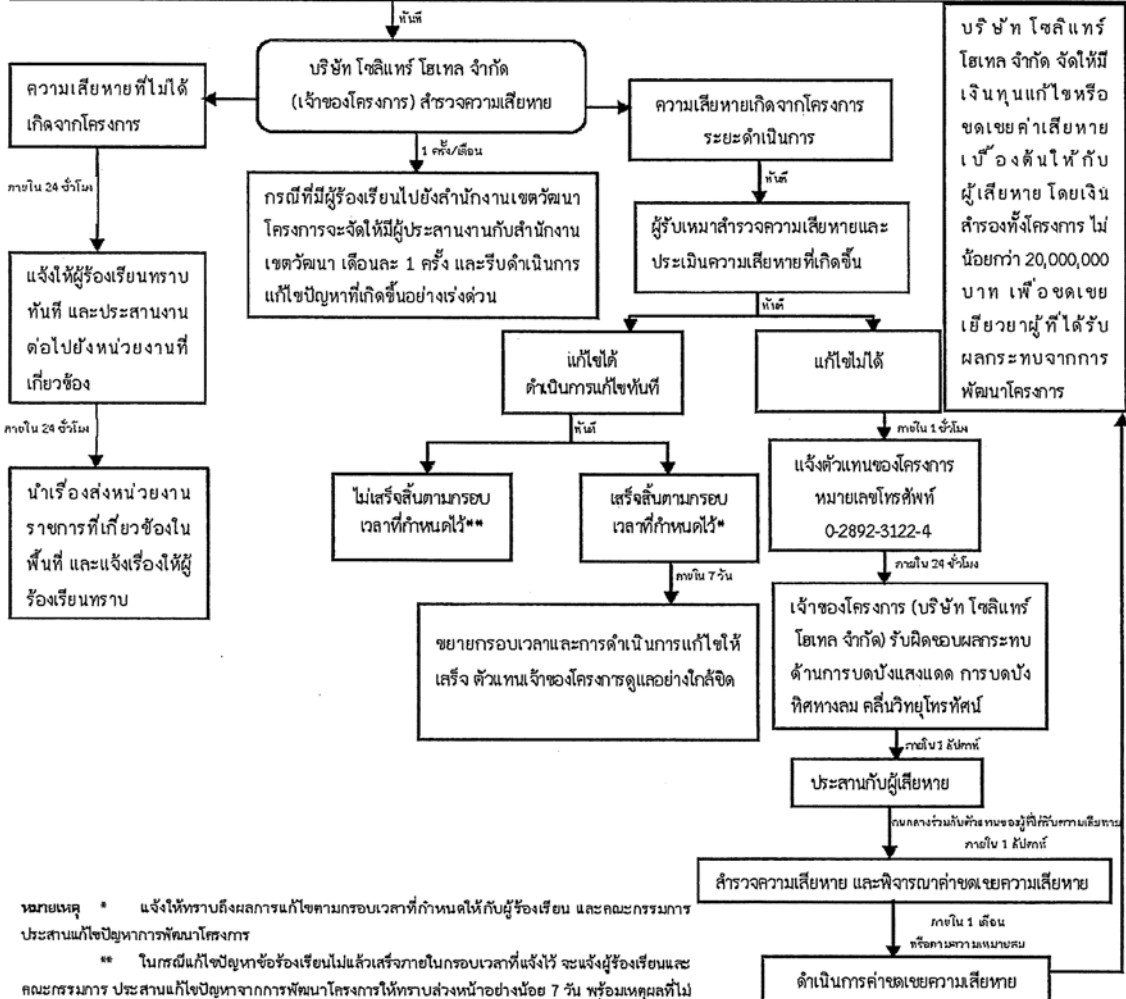 ทันที
บริษัท โซลิแทร์ โฮเทล จำกัด
(เจ้าของโครงการ) สำรวจความเสียหาย
ความเสียหายที่ไม่ได้
เกิดจากโครงการ
ความเสียหายเกิดจากโครงการ
ระยะดำเนินการ
1 ครั้ง/เดือน
กรณีที่มีผู้ร้องเรียนไปยังสำนักงานเขตวัฒนา
โครงการจะจัดให้มีผู้ประสานงานกับสำนักงาน
เขตวัฒนา เดือนละ 1 ครั้ง และรีบดำเนินการ
แก้ไขปัญหาที่เกิดขึ้นอย่างเร่งด่วน
ภายใน 24 ชั่วโมง
แจ้งให้ผู้ร้องเรียนทราบ
ทันที และประสานงาน
ต่อไปยังหน่วยงานที่
เกี่ยวข้อง
ภายใน 24 ชั่วโมง
นำเรื่องส่งหน่วยงาน
ราชการที่เกี่ยวข้องใน
พื้นที่ และแจ้งเรื่องให้ผู้
ร้องเรียนทราบ
ทันที
ผู้รับเหมาสำรวจความเสียหายและ
ประเมินความเสียหายที่เกิดขึ้น
ทันที
แก้ไขได้
ดำเนินการแก้ไขทันที
แก้ไขไม่ได้
ทันที
ไม่เสร็จสิ้นตามกรอบ
เวลาที่กำหนดไว้**
เสร็จสิ้นตามกรอบ
เวลาที่กำหนดไว้*
ภายใน 7 วัน
ขยายกรอบเวลาและการดำเนินการแก้ไขให้
เสร็จ ตัวแทนเจ้าของโครงการดูแลอย่างใกล้ชิด
ภายใน 1 ชั่วโมง
แจ้งตัวแทนของโครงการ
หมายเลขโทรศัพท์
0-2892-3122-4
ภายใน 24 ชั่วโมง
เจ้าของโครงการ (บริษัท โซลิแทร์
โฮเทล จำกัด) รับผิดชอบผลกระทบ
ด้านการบดบังแสงแดด การบดบัง
ทิศทางลม คลื่นวิทยุโทรทัศน์
ภายใน 1 สัปดาห์
ประสานกับผู้เสียหาย
คนกลางร่วมกับตัวแทนของผู้ที่ได้รับความเสียหาย
ภายใน 1 สัปดาห์
สำรวจความเสียหาย และพิจารณาค่าชดเชยความเสียหาย
ภายใน 1 เดือน
หรือตามความเหมาะสม
ดำเนินการค่าชดเชยความเสียหาย
บริษัท โซลิแทร์
โฮเทล จำกัด จัดให้มี
เงินทุนแก้ไขหรือ
ชดเชยค่าเสียหาย
เบื้องต้นให้กับ
ผู้เสียหาย โดยเงิน
สำรองทั้งโครงการ ไม่
น้อยกว่า 20,000,000
บาท เพื่อชดเชย
เยียวยาผู้ที่ได้รับ
ผลกระทบจากการ
พัฒนาโครงการ
หมายเหตุ * แจ้งให้ทราบถึงผลการแก้ไขตามกรอบเวลาที่กำหนดให้กับผู้ร้องเรียน และคณะกรรมการ
ประสานแก้ไขปัญหาการพัฒนาโครงการ
** ในกรณีแก้ไขปัญหาข้อร้องเรียนไม่แล้วเสร็จภายในกรอบเวลาที่แจ้งไว้ จะแจ้งผู้ร้องเรียนและ
คณะกรรมการ ประสานแก้ไขปัญหาจากการพัฒนาโครงการให้ทราบล่วงหน้าอย่างน้อย 7 วัน พร้อมเหตุผลที่ไม่